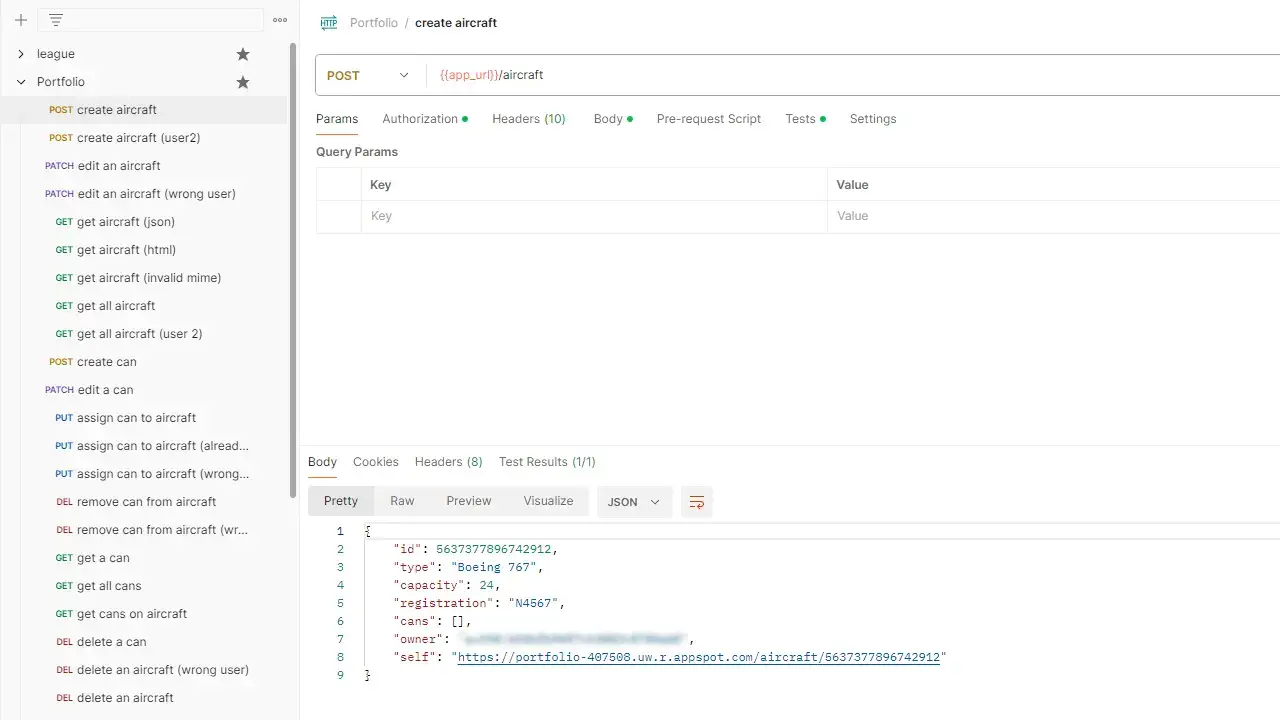 league
Portfolio
POST create aircraft
POST create aircraft (user2)
PATCH edit an aircraft
PATCH edit an aircraft (wrong user)
GET get aircraft (json)
GET get aircraft (html)
GET get aircraft (invalid mime)
GET get all aircraft
GET get all aircraft (user 2)
POST create can
PATCH edit a can
PUT assign can to aircraft
PUT assign can to aircraft (alread...
PUT assign can to aircraft (wrong...
DEL remove can from aircraft
DEL remove can from aircraft (wr...
GET get a can
GET get all cans
GET get cans on aircraft
DEL delete a can
DEL delete an aircraft (wrong user)
DEL delete an aircraft
HTTP Portfolio / create aircraft
POST {{app_url}}/aircraft
Params Authorization Headers (10) Body Pre-request Script Tests Settings
Query Params
Key Value
Key Value
Body Cookies Headers (8) Test Results (1/1)
Pretty Raw Preview Visualize JSON
1 {
2 "id": 5637377896742912,
3 "type": "Boeing 767",
4 "capacity": 24,
5 "registration": "N4567",
6 "cans": [],
7 "owner": ",
8 "self": "https://portfolio-407508.uw.r.appspot.com/aircraft/5637377896742912"
9 }